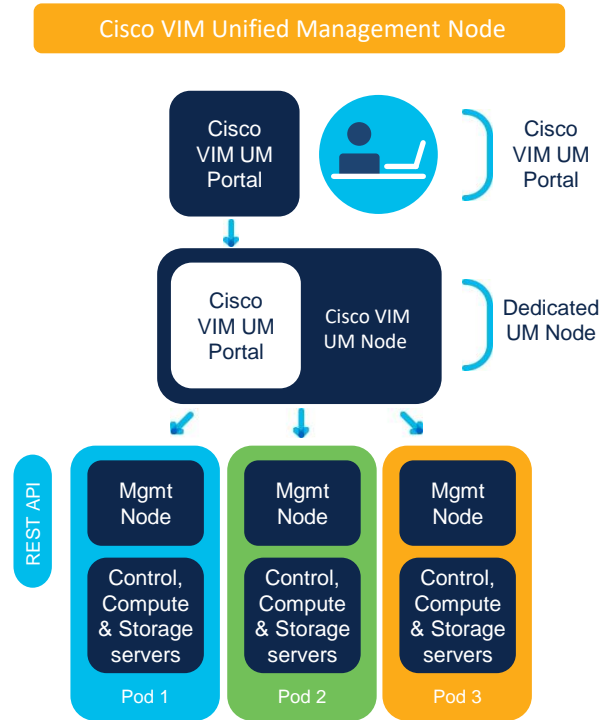 Cisco VIM Unified Management Node
Cisco
VIM UM
Portal
Cisco
VIM UM
Portal
Cisco
VIM UM
Portal
Cisco VIM
UM Node
Dedicated
UM Node
REST API
Mgmt
Node
Control,
Compute
& Storage
servers
Pod 1
Mgmt
Node
Control,
Compute
& Storage
servers
Pod 2
Mgmt
Node
Control,
Compute
& Storage
servers
Pod 3